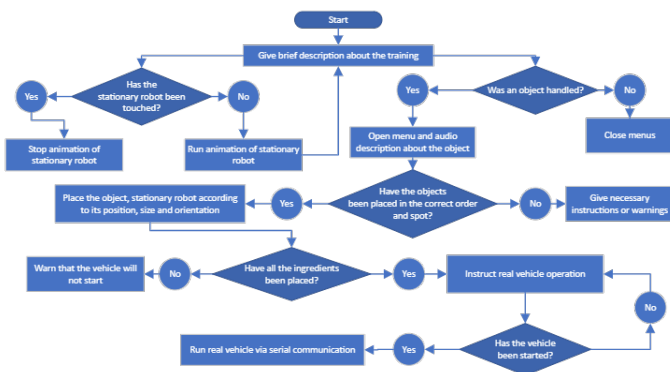 Start
Give brief description about the training
Has the
stationary robot been
touched?
Yes
No
Was an object handled?
Yes
No
Stop animation of
stationary robot
Run animation of stationary
robot
Open menu and audio
description about the object
Close menus
Have the objects
been placed in the correct order
and spot?
Yes
No
Place the object, stationary robot according
to its position, size and orientation
Give necessary
instructions or warnings
Have all the ingredients
been placed?
No
Yes
Warn that the vehicle will
not start
Instruct real vehicle operation
No
Has the vehicle
been started?
Yes
Run real vehicle via serial communication